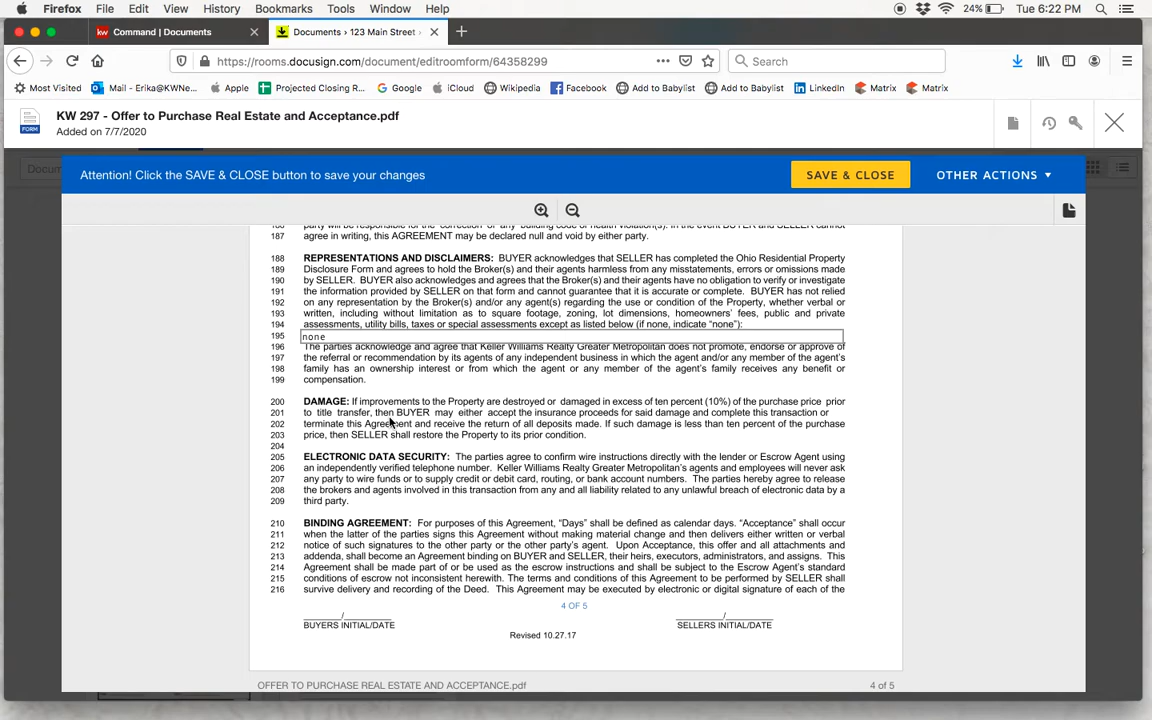 Firefox File Edit View History Bookmarks Tools Window Help 24% Tue 6:22 PM
kw Command | Documents Documents › 123 Main Street
https://rooms.docusign.com/document/editroomform/64358299 Search
Most Visited Mail - Erika@KWNe... Apple Projected Closing R... Google iCloud Wikipedia Facebook Add to Babylist Add to Babylist LinkedIn Matrix Matrix
FORM
KW 297 - Offer to Purchase Real Estate and Acceptance.pdf
Added on 7/7/2020
Attention! Click the SAVE & CLOSE button to save your changes SAVE & CLOSE OTHER ACTIONS
187 agree in writing, this AGREEMENT may be declared null and void by either party.
188 REPRESENTATIONS AND DISCLAIMERS: BUYER acknowledges that SELLER has completed the Ohio Residential Property
189 Disclosure Form and agrees to hold the Broker(s) and their agents harmless from any misstatements, errors or omissions made
190 by SELLER. BUYER also acknowledges and agrees that the Broker(s) and their agents have no obligation to verify or investigate
191 the information provided by SELLER on that form and cannot guarantee that it is accurate or complete. BUYER has not relied
192 on any representation by the Broker(s) and/or any agent(s) regarding the use or condition of the Property, whether verbal or
193 written, including without limitation as to square footage, zoning, lot dimensions, homeowners' fees, public and private
194 assessments, utility bills, taxes or special assessments except as listed below (if none, indicate “none”):
195 none
196 The parties acknowledge and agree that Keller Williams Realty Greater Metropolitan does not promote, endorse or approve of
197 the referral or recommendation by its agents of any independent business in which the agent and/or any member of the agent's
198 family has an ownership interest or from which the agent or any member of the agent's family receives any benefit or
199 compensation.
200 DAMAGE: If improvements to the Property are destroyed or damaged in excess of ten percent (10%) of the purchase price prior
201 to title transfer, then BUYER may either accept the insurance proceeds for said damage and complete this transaction or
202 terminate this Agreement and receive the return of all deposits made. If such damage is less than ten percent of the purchase
203 price, then SELLER shall restore the Property to its prior condition.
204
205 ELECTRONIC DATA SECURITY: The parties agree to confirm wire instructions directly with the lender or Escrow Agent using
206 an independently verified telephone number. Keller Williams Realty Greater Metropolitan's agents and employees will never ask
207 any party to wire funds or to supply credit or debit card, routing, or bank account numbers. The parties hereby agree to release
208 the brokers and agents involved in this transaction from any and all liability related to any unlawful breach of electronic data by a
209 third party.
210 BINDING AGREEMENT: For purposes of this Agreement, “Days” shall be defined as calendar days. “Acceptance” shall occur
211 when the latter of the parties signs this Agreement without making material change and then delivers either written or verbal
212 notice of such signatures to the other party or the other party's agent. Upon Acceptance, this offer and all attachments and
213 addenda, shall become an Agreement binding on BUYER and SELLER, their heirs, executors, administrators, and assigns. This
214 Agreement shall be made part of or be used as the escrow instructions and shall be subject to the Escrow Agent's standard
215 conditions of escrow not inconsistent herewith. The terms and conditions of this Agreement to be performed by SELLER shall
216 survive delivery and recording of the Deed. This Agreement may be executed by electronic or digital signature of each of the
4 OF 5
________/__________ ________/__________
BUYERS INITIAL/DATE SELLERS INITIAL/DATE
Revised 10.27.17
OFFER TO PURCHASE REAL ESTATE AND ACCEPTANCE.pdf 4 of 5